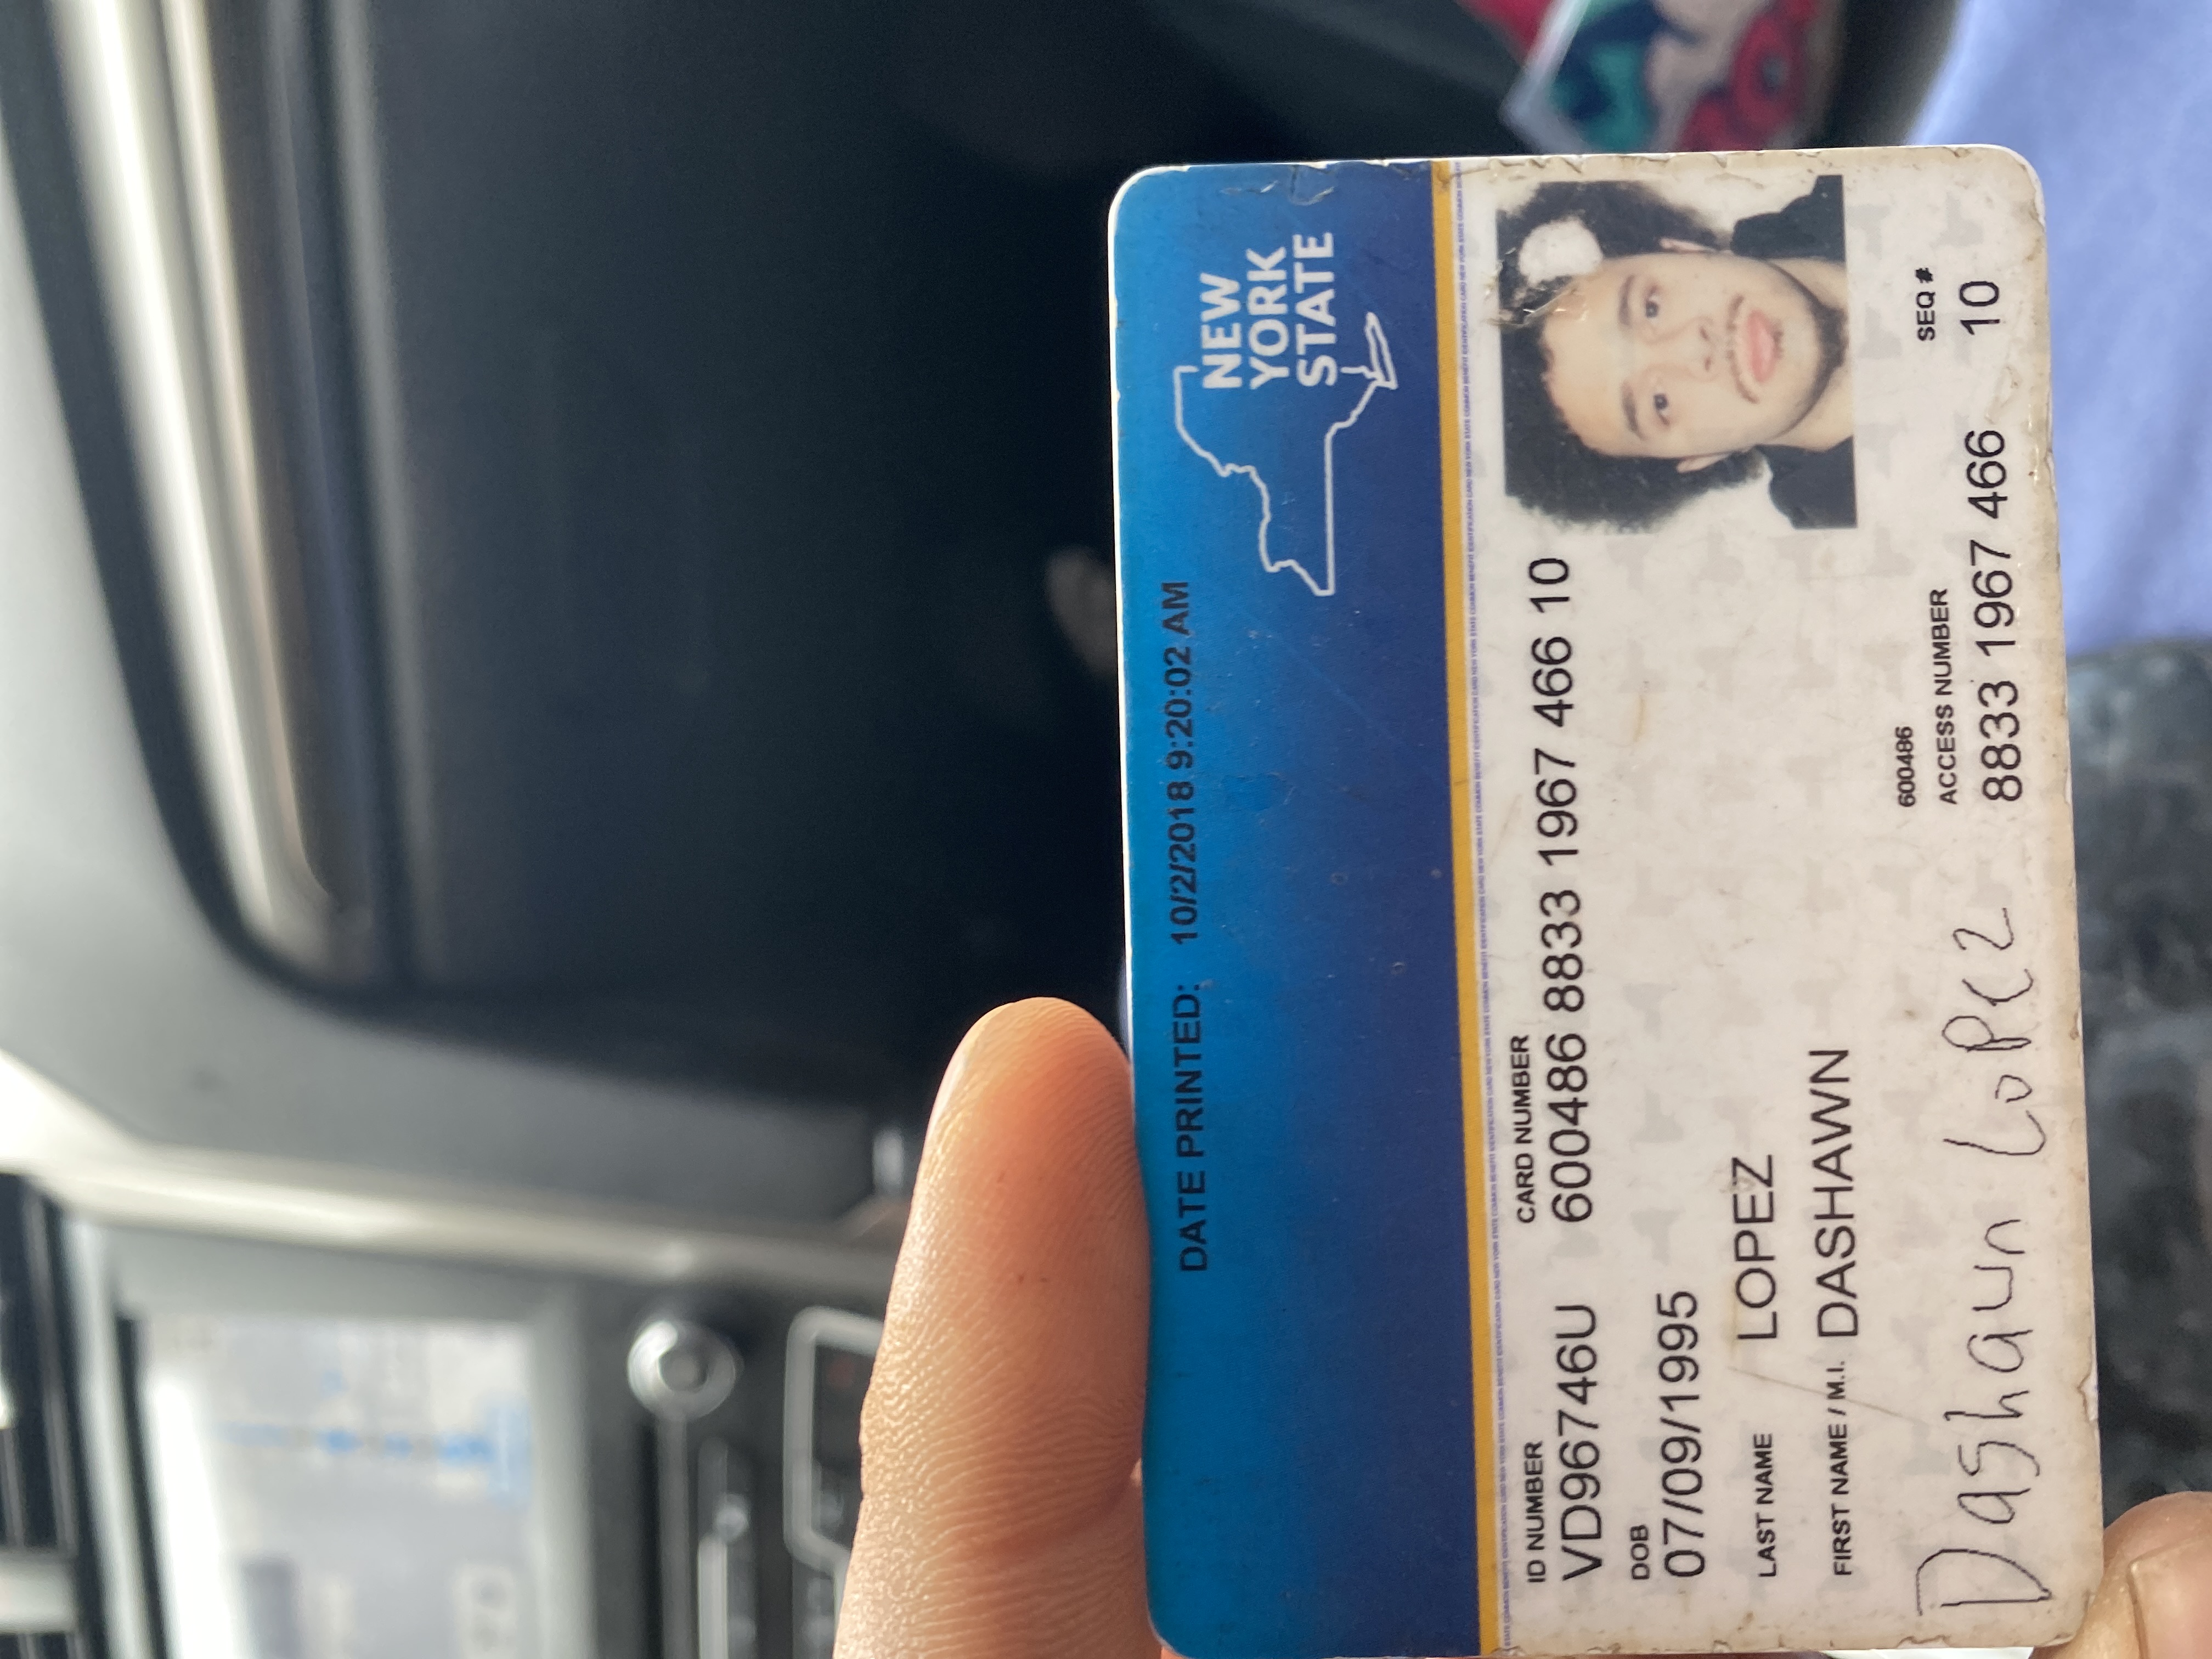 DATE PRINTED: 10/2/2018 9:20:02 AM
NEW
YORK
STATE
ID NUMBER
VD96746U
CARD NUMBER
600486 8833 1967 466 10
DOB
07/09/1995
LAST NAME LOPEZ
FIRST NAME / M.I. DASHAWN
600486
ACCESS NUMBER
8833 1967 466
SEQ #
10
Dashaun Lopez